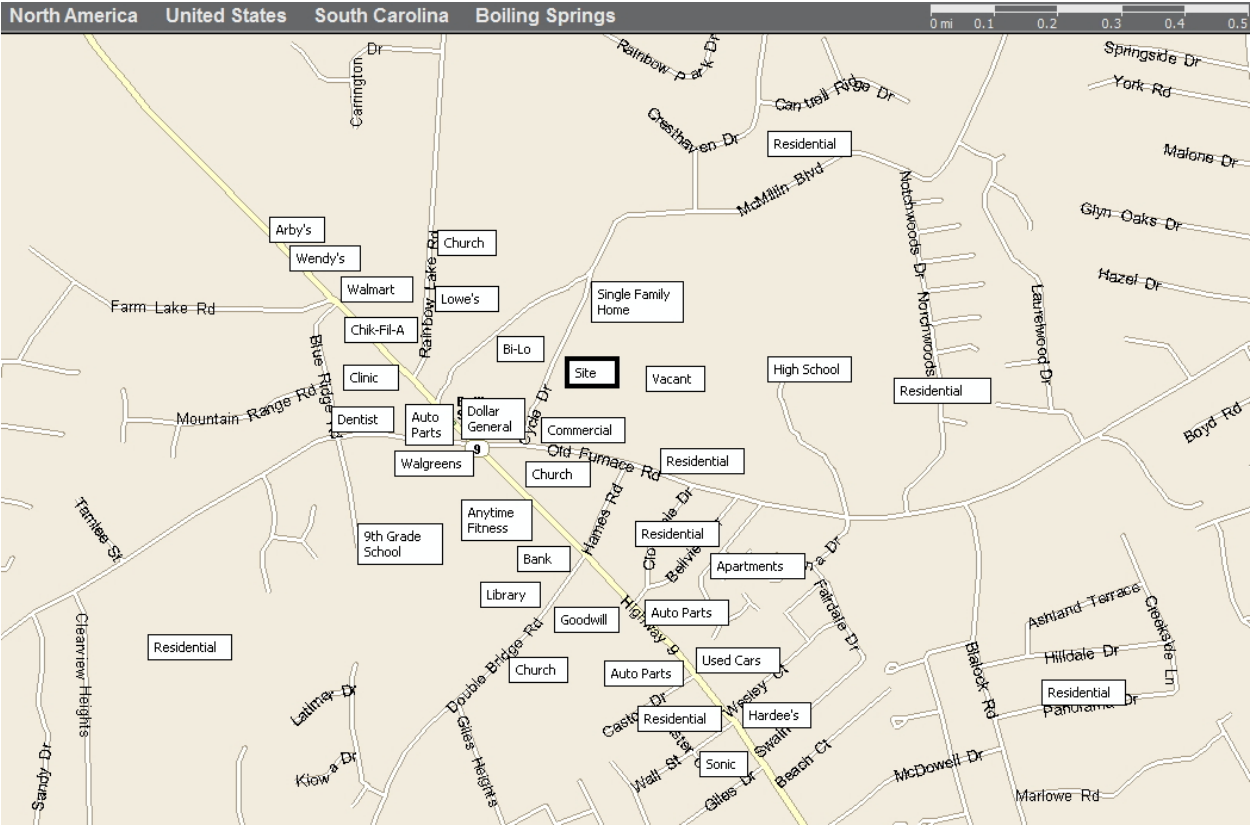 North America United States South Carolina Boiling Springs
0 mi 0.1 0.2 0.3 0.4 0.5
Dr
Carrington
Rainbow Park Dr
Springside Dr
York Rd
Cantrell Ridge Dr
Cresthaven Dr
Residential
Malone Dr
McMillin Blvd
Notchwoods Dr
Glyn Oaks Dr
Arby's
Church
Wendy's
Rainbow Lake Rd
Hazel Dr
Walmart
Lowe's
Single Family
Home
Farm Lake Rd
Notchwoods
Laurelwood Dr
Chik-Fil-A
Blue Ridge
Bi-Lo
Site
Vacant
High School
Clinic
Residential
Mountain Range Rd
Dentist
Auto
Parts
Dollar
General
Cycle Dr
Commercial
Boyd Rd
9
Old Furnace Rd
Walgreens
Church
Residential
Tamlee St
Anytime
Fitness
Hames Rd
9th Grade
School
Residential
Bank
Apartments
Library
Fairdale Dr
Ashland Terrace
Creekside Ln
Goodwill
Highway 9
Auto Parts
Clearview Heights
Residential
Double Bridge Rd
Hilldale Dr
Church
Auto Parts
Used Cars
Blalock Rd
Wesley Ct
Latimer Dr
Residential
Panorama Dr
Residential
Hardee's
Giles Heights
Wall St
Sonic
Beach Ct
Kiowa Dr
McDowell Dr
Sandy Dr
Giles Dr
Marlowe Rd